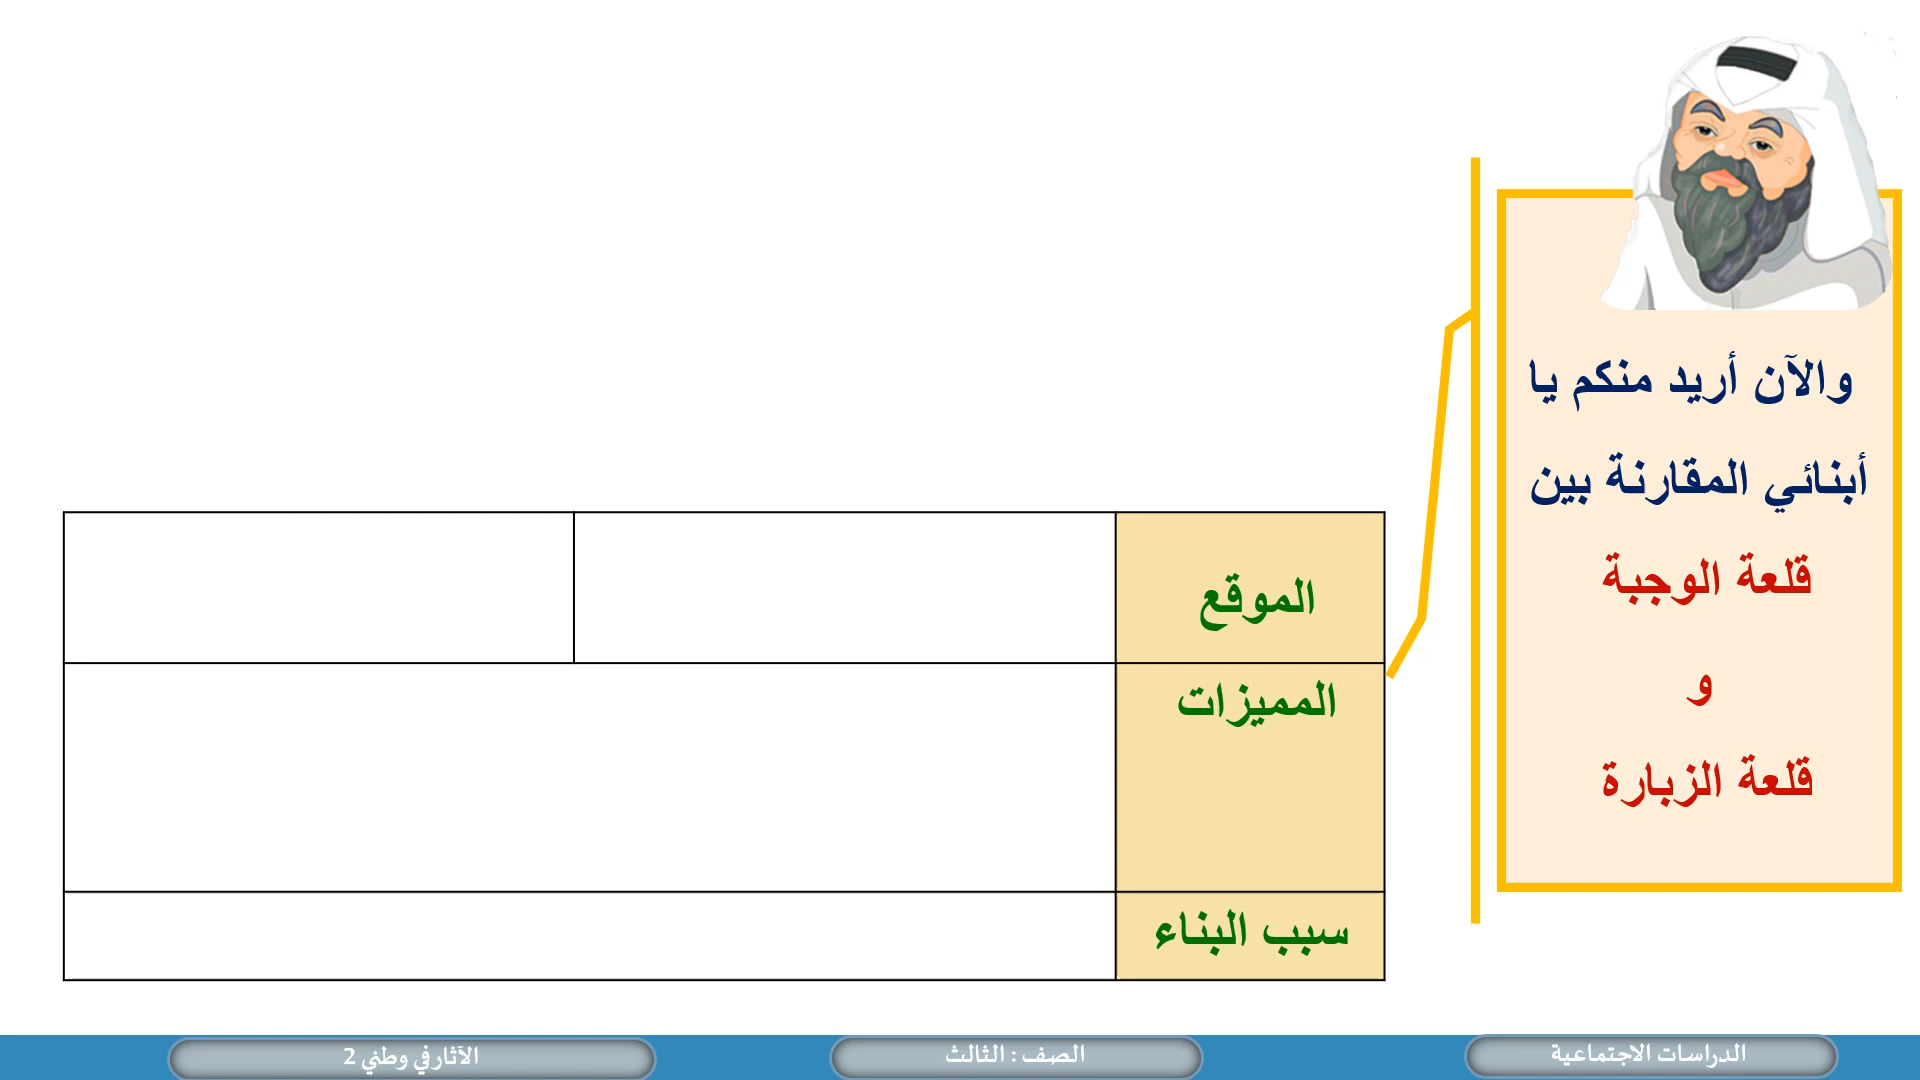 والآن أريد منكم يا
أبنائي المقارنة بين
قلعة الوجبة
و
قلعة الزبارة
الموقع
المميزات
سبب البناء
الدراسات الاجتماعية
الصف : الثالث
الآثار في وطني 2